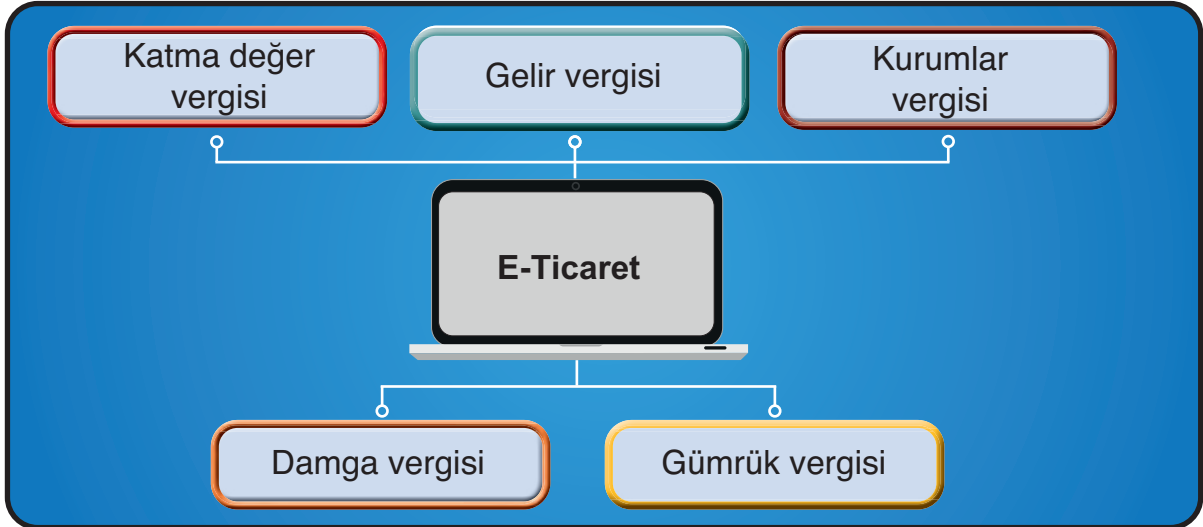 Katma değer
vergisi
Gelir vergisi
Kurumlar
vergisi
E-Ticaret
Damga vergisi
Gümrük vergisi